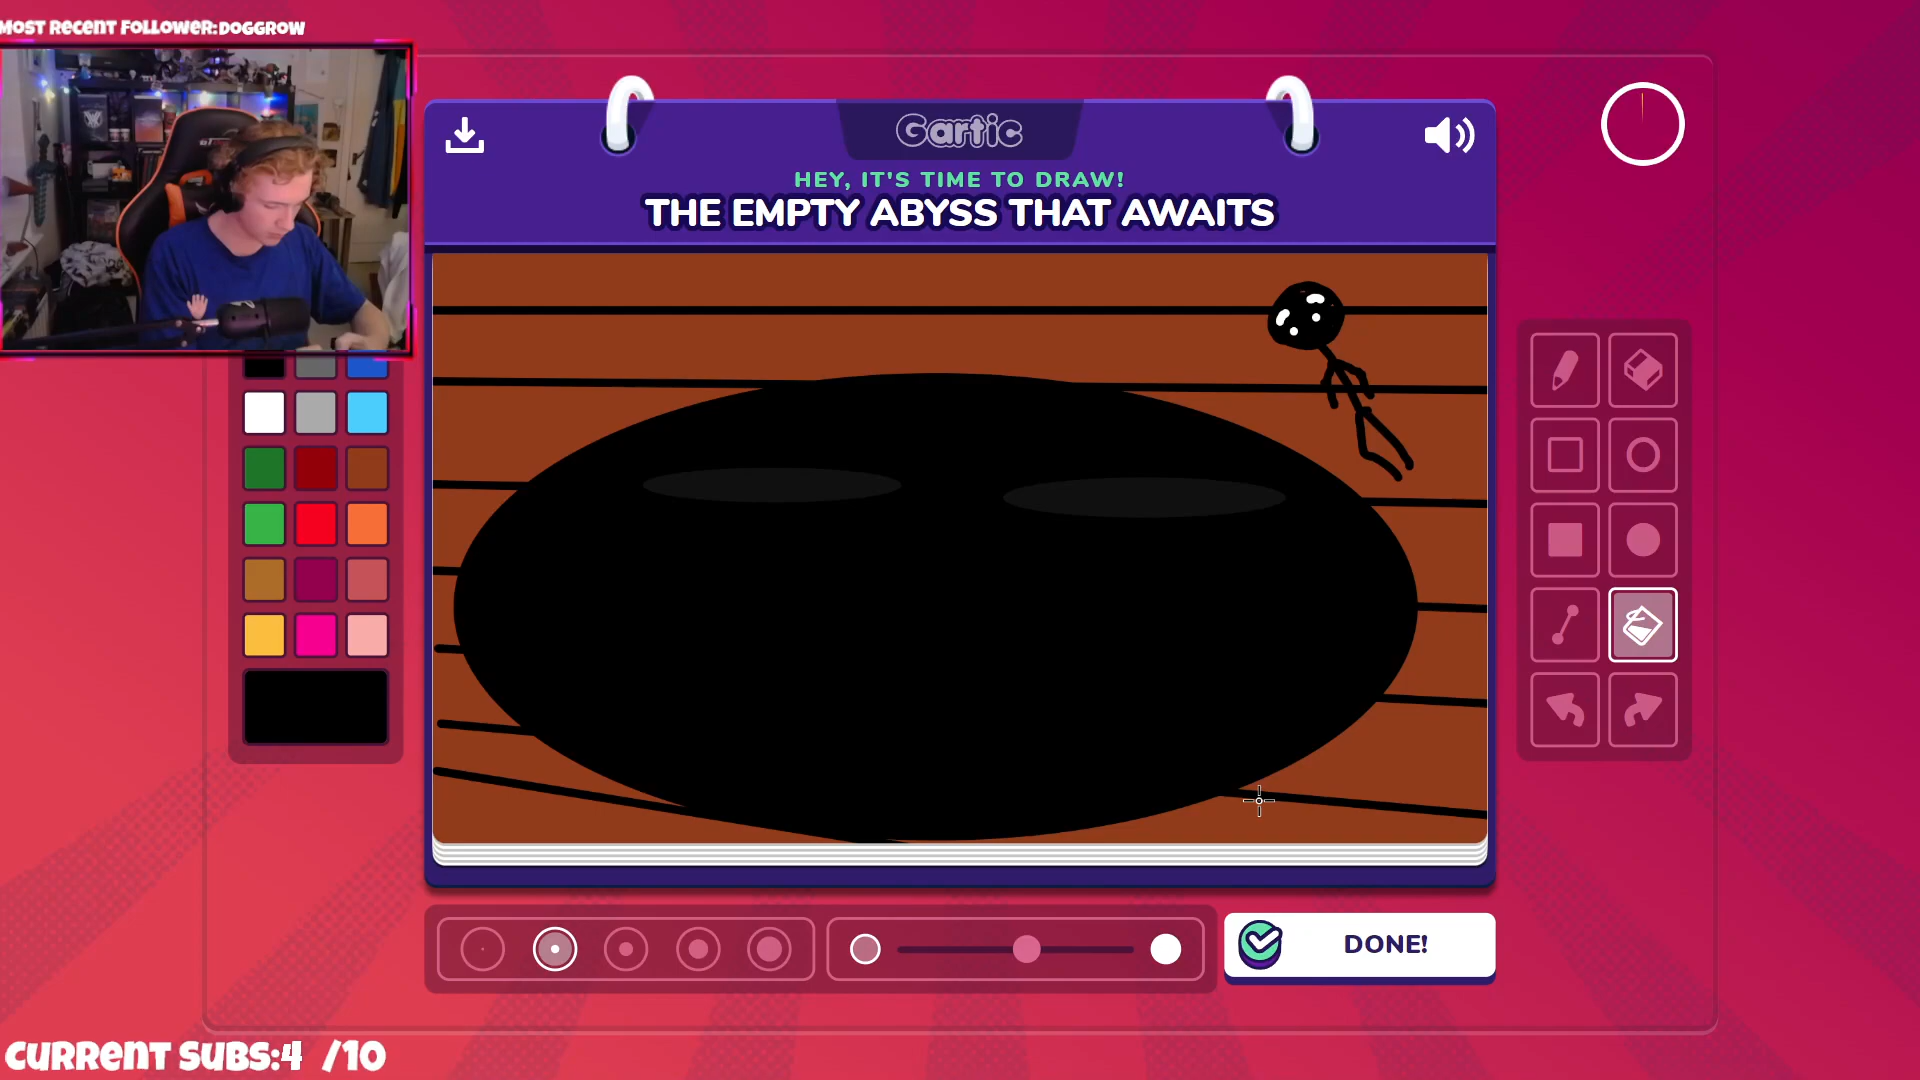 MOST RECENT FOLLOWER:DOGGROW
Gartic
HEY, IT'S TIME TO DRAW!
THE EMPTY ABYSS THAT AWAITS
DONE!
CURRENT SUBS:4 /10